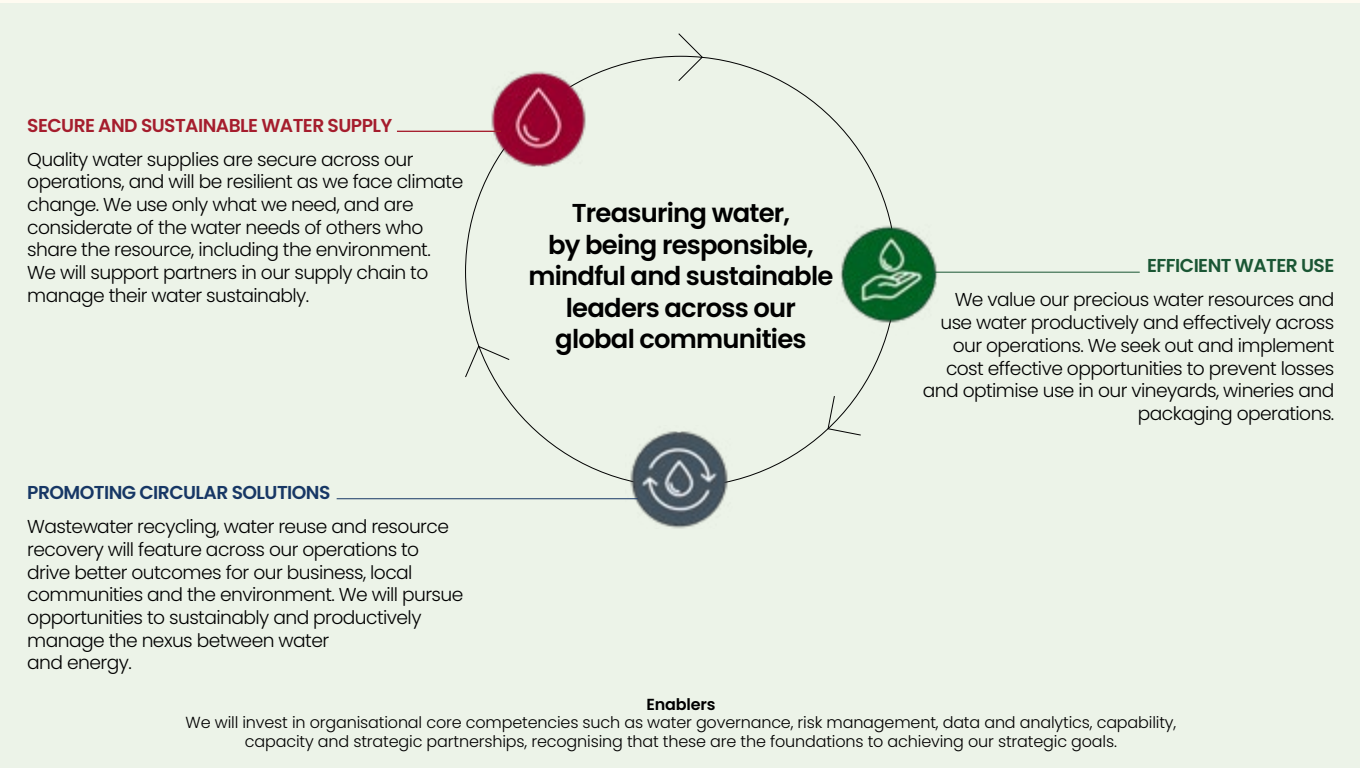 SECURE AND SUSTAINABLE WATER SUPPLY
Quality water supplies are secure across our
operations, and will be resilient as we face climate
change. We use only what we need, and are
considerate of the water needs of others who
share the resource, including the environment.
We will support partners in our supply chain to
manage their water sustainably.
Treasuring water,
by being responsible,
mindful and sustainable
leaders across our
global communities
EFFICIENT WATER USE
We value our precious water resources and
use water productively and effectively across
our operations. We seek out and implement
cost effective opportunities to prevent losses
and optimise use in our vineyards, wineries and
packaging operations.
PROMOTING CIRCULAR SOLUTIONS
Wastewater recycling, water reuse and resource
recovery will feature across our operations to
drive better outcomes for our business, local
communities and the environment. We will pursue
opportunities to sustainably and productively
manage the nexus between water
and energy.
Enablers
We will invest in organisational core competencies such as water governance, risk management, data and analytics, capability,
capacity and strategic partnerships, recognising that these are the foundations to achieving our strategic goals.